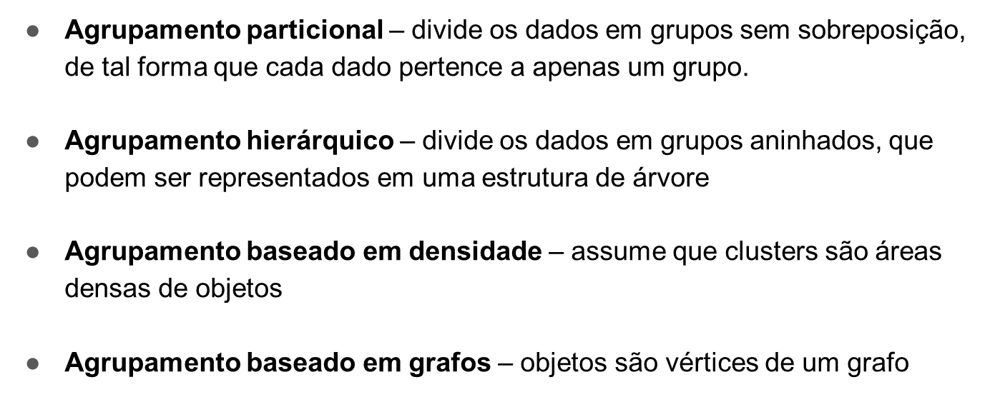 ● Agrupamento particional – divide os dados em grupos sem sobreposição,
de tal forma que cada dado pertence a apenas um grupo.
● Agrupamento hierárquico – divide os dados em grupos aninhados, que
podem ser representados em uma estrutura de árvore
● Agrupamento baseado em densidade – assume que clusters são áreas
densas de objetos
● Agrupamento baseado em grafos – objetos são vértices de um grafo